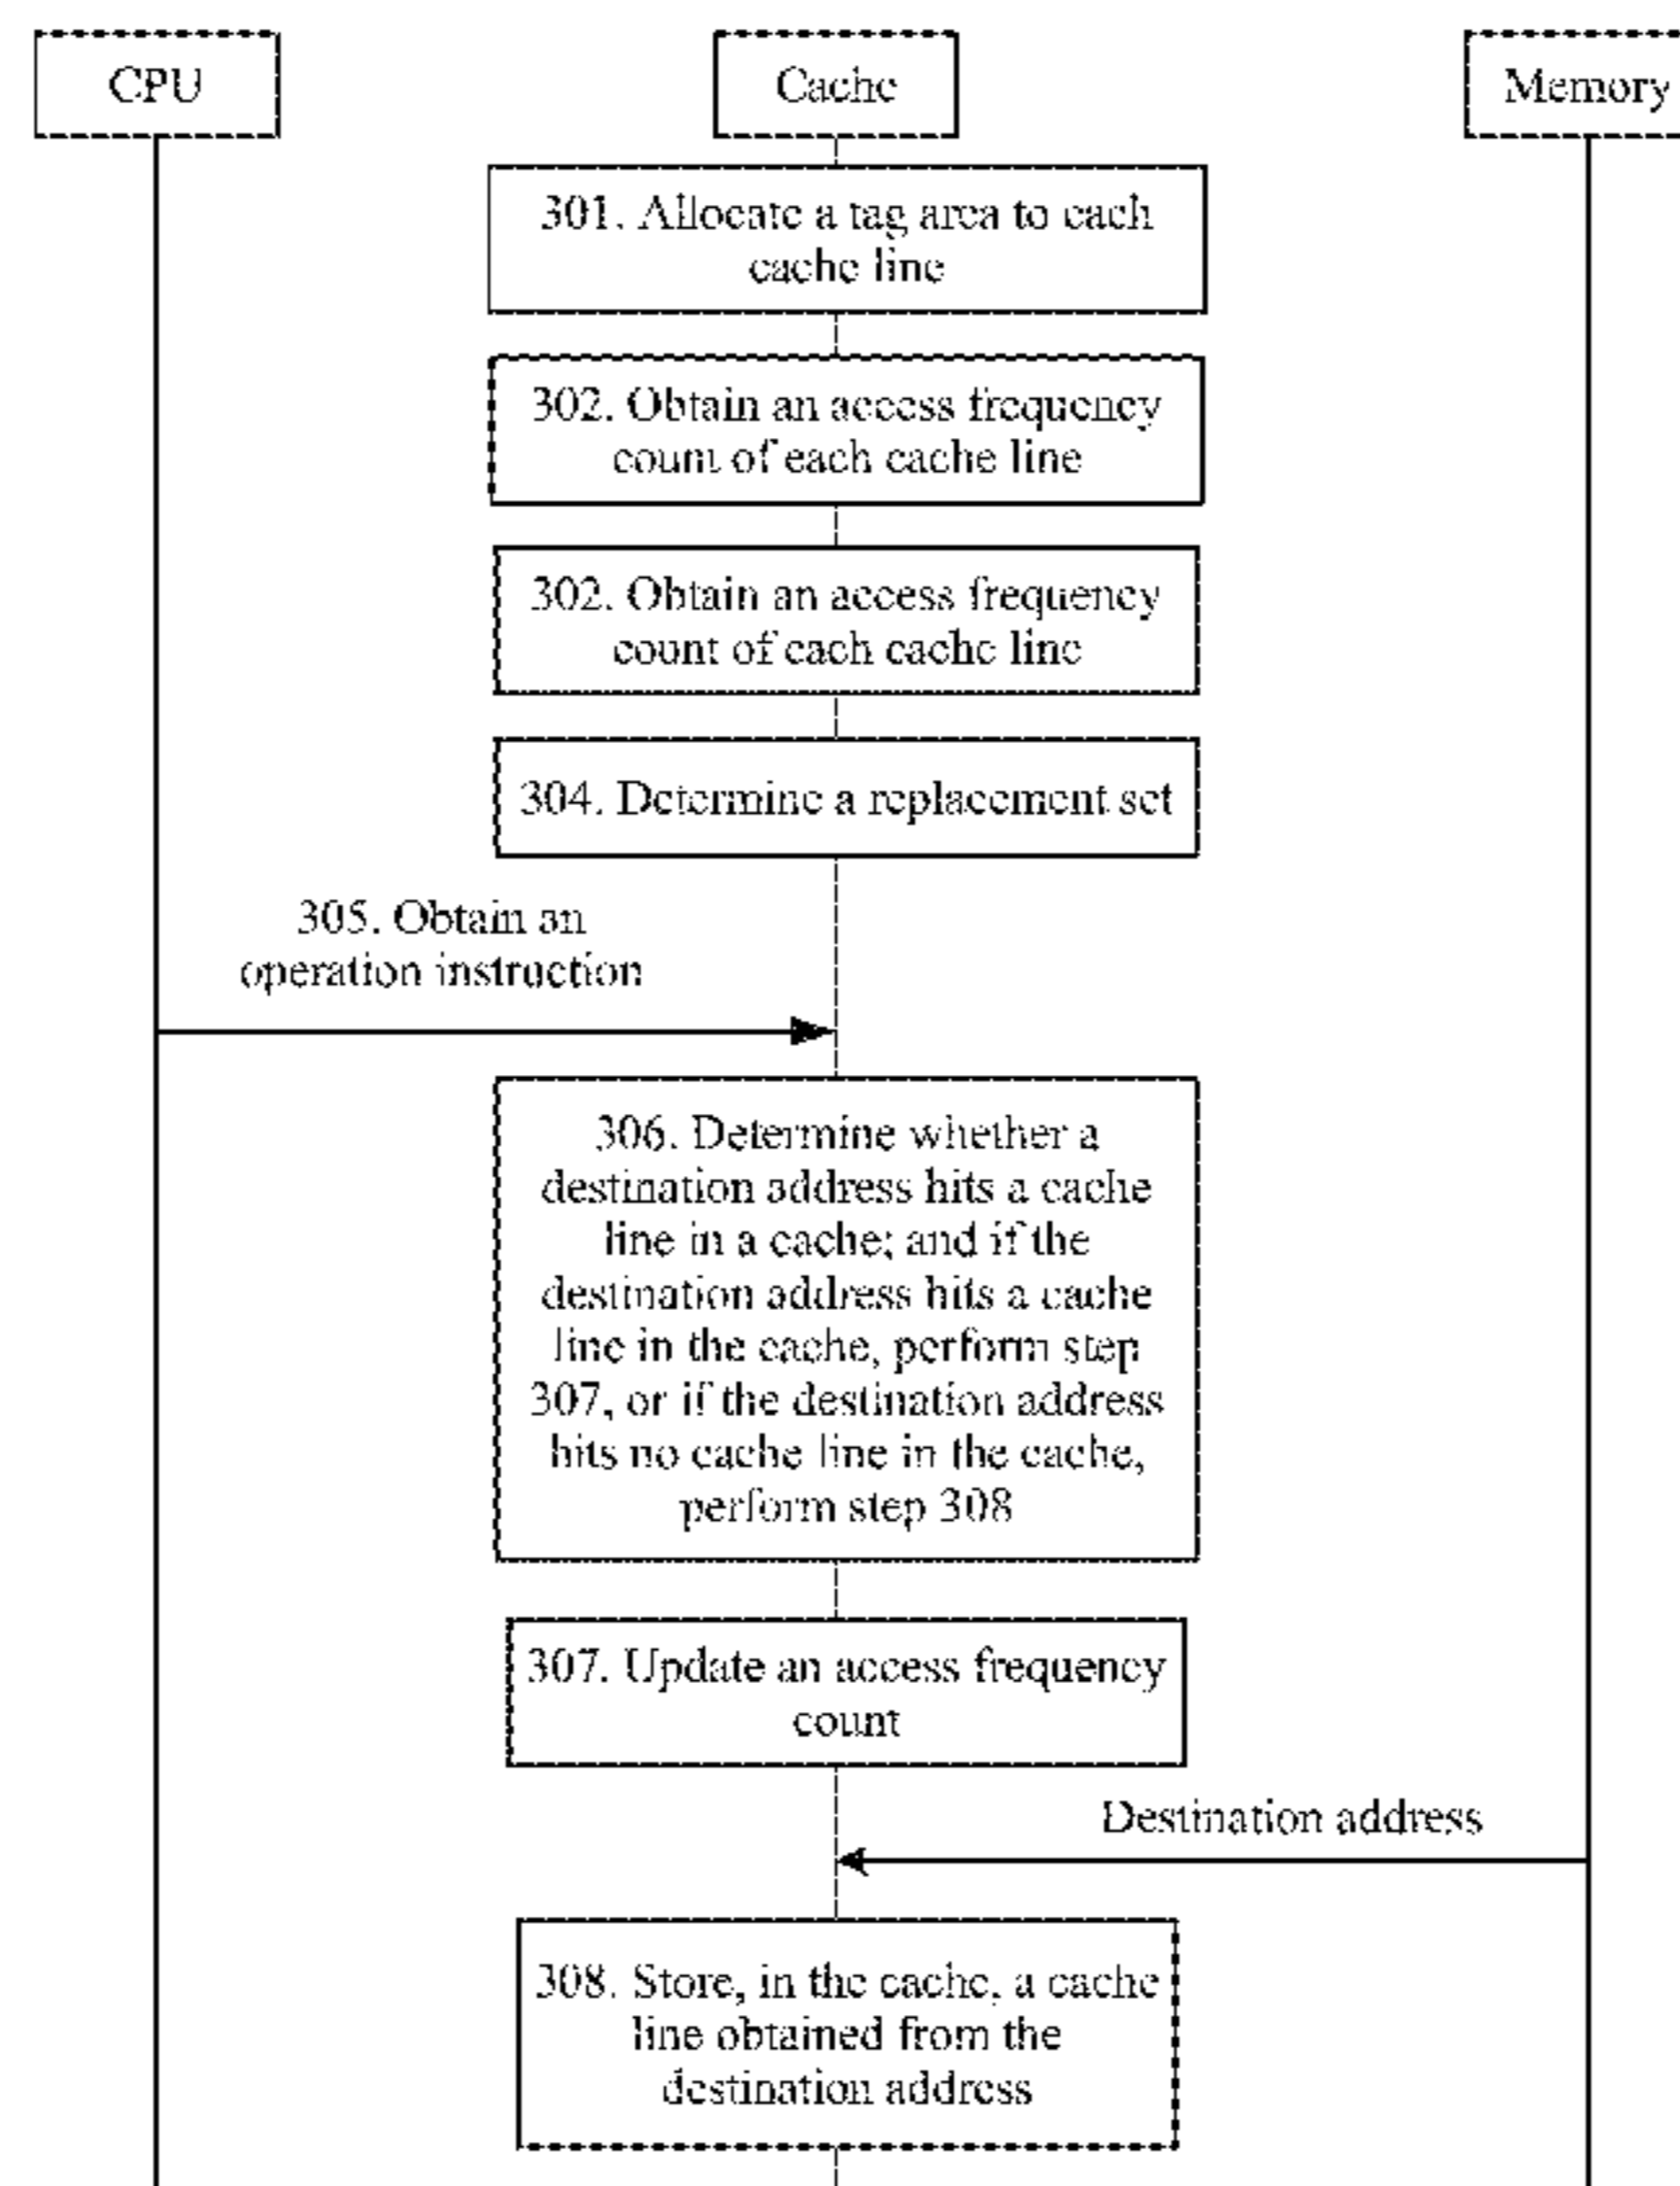 CPU
Cache
Memory
301. Allocate a tag area to each
cache line
302. Obtain an access frequency
count of each cache line
302. Obtain an access frequency
count of each cache line
304. Determine a replacement set
305. Obtain an
operation instruction
306. Determine whether a
destination address hits a cache
line in a cache; and if the
destination address hits a cache
line in the cache, perform step
307, or if the destination address
hits no cache line in the cache,
perform step 308
307. Update an access frequency
count
Destination address
308. Store, in the cache, a cache
line obtained from the
destination address